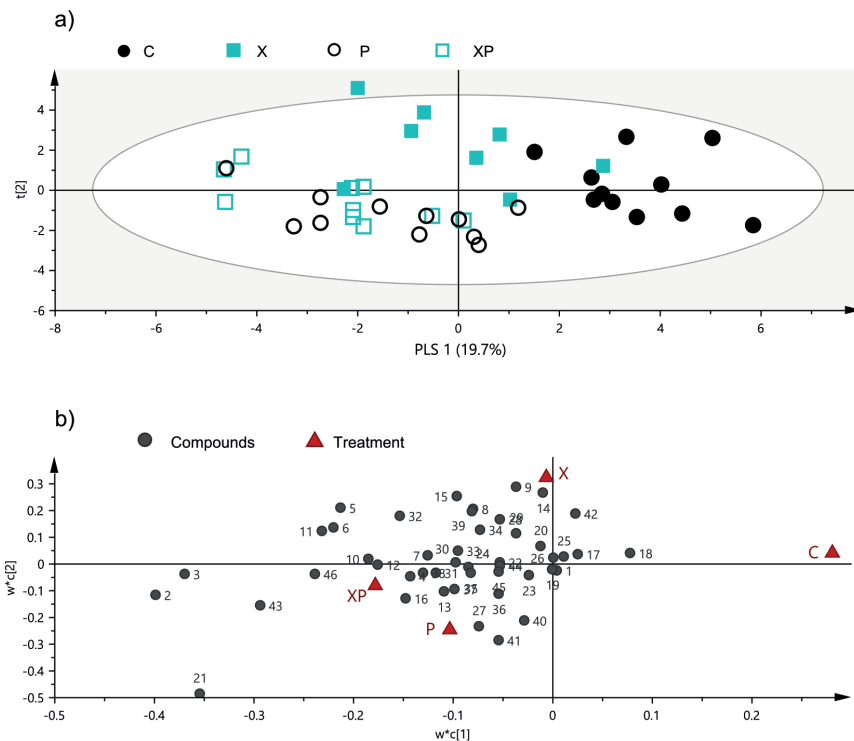 a)
C X P XP
t[2]
4
2
0
-2
-4
-6
-8 -6 -4 -2 0 2 4 6
PLS 1 (19.7%)
b)
Compounds Treatment
w*c[2]
0.3
0.2
0.1
0
-0.1
-0.2
-0.3
-0.4
-0.5
X
9
15 14
5 8 42
32 39 28 20
11 6 34
25
7 30 33 24 26 17 18 C
10 12 22
3 46 4 31 44 1
2 XP 16 45 23 19
43 13 37 36
27 40
P 41
21
-0.5 -0.4 -0.3 -0.2 -0.1 0 0.1 0.2
w*c[1]